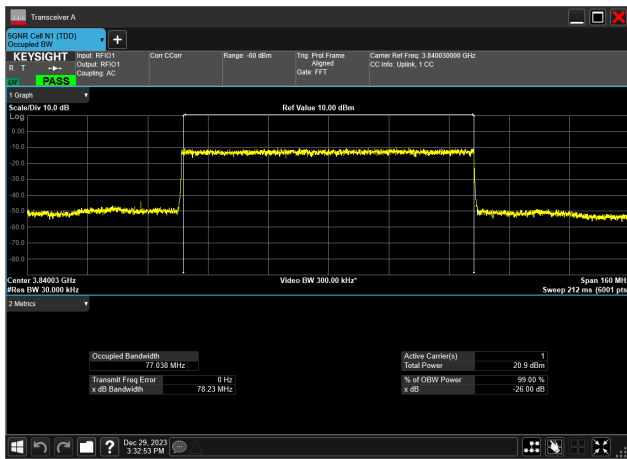 Transceiver A
5GNR Cell N1 (TDD)
Occupied BW
KEYSIGHT
R T
LW
PASS
Input: RFIO1
Output: RFIO1
Coupling: AC
Corr CCorr
Range: -60 dBm
Trig: Prot Frame
Aligned
Gate: FFT
Carrier Ref Freq: 3.840030000 GHz
CC Info: Uplink, 1 CC
1 Graph
Scale/Div 10.0 dB
Ref Value 10.00 dBm
Log
0.00
-10.0
-20.0
-30.0
-40.0
-50.0
-60.0
-70.0
-80.0
Center 3.84003 GHz
Video BW 300.00 kHz*
Span 160 MH
#Res BW 30.000 kHz
Sweep 212 ms (6001 pts
2 Metrics
Occupied Bandwidth
77.038 MHz
Transmit Freq Error 0 Hz
x dB Bandwidth 78.23 MHz
Active Carrier(s) 1
Total Power 20.9 dBm
% of OBW Power 99.00 %
x dB -26.00 dB
Dec 29, 2023
3:32:53 PM